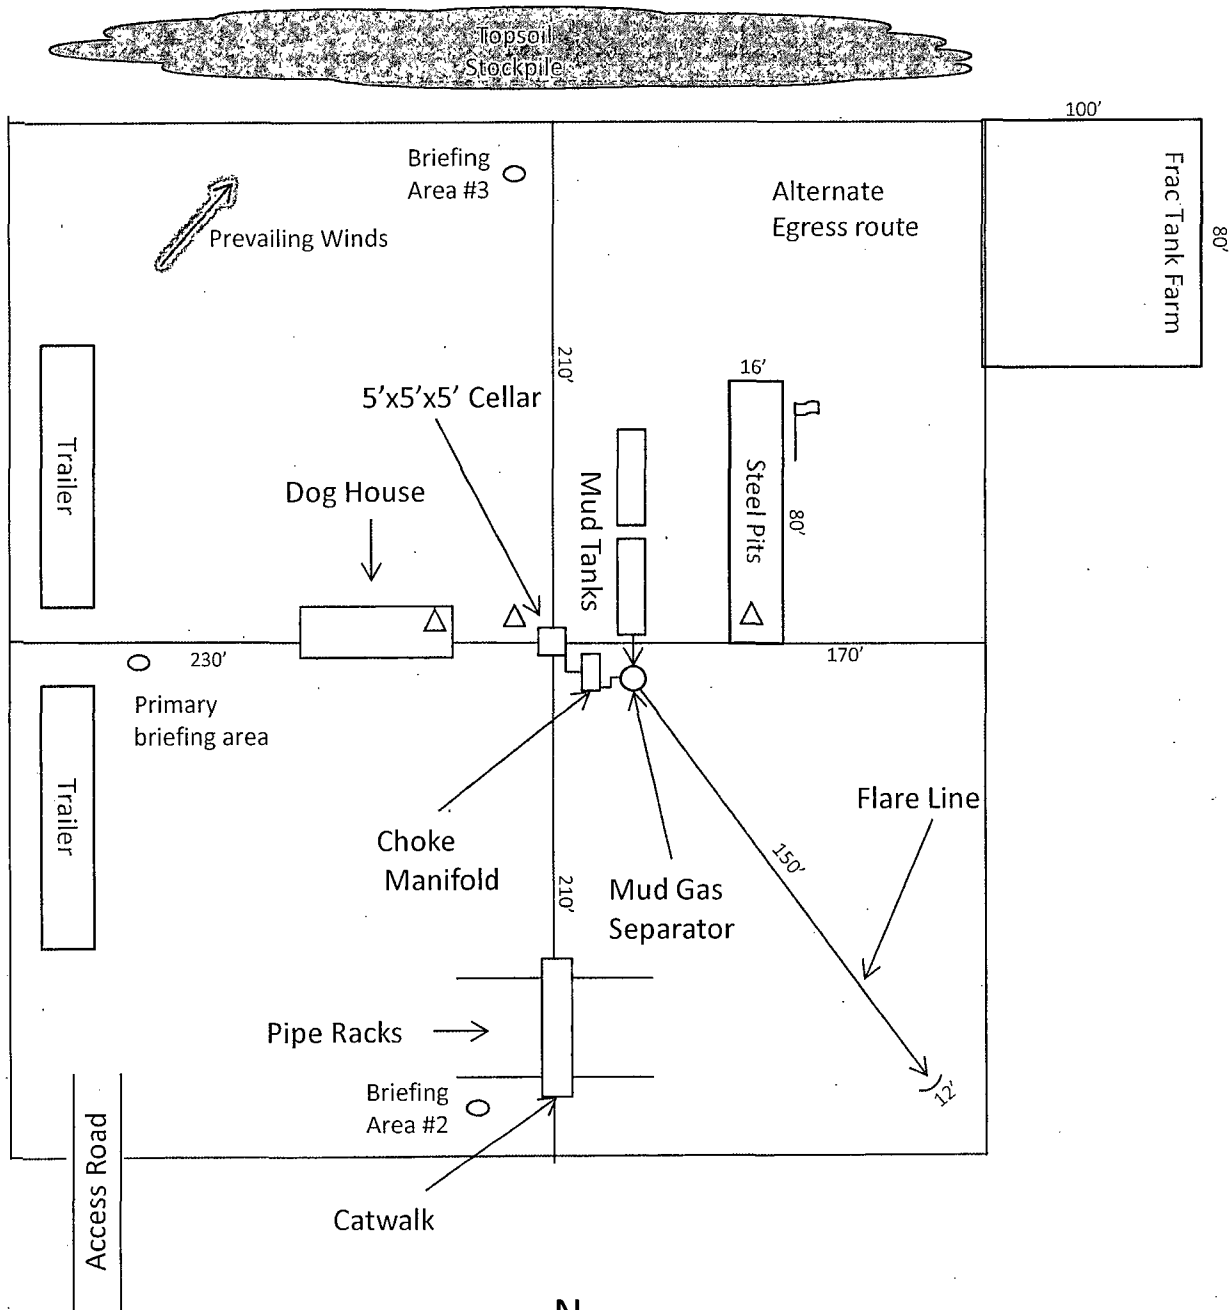 Topsoil
Stockpile
100'
Briefing
Area #3
Alternate
Egress route
Frac Tank Farm
80'
Prevailing Winds
210'
16'
5'x5'x5' Cellar
Trailer
Dog House
Mud Tanks
Steel Pits
80'
230'
170'
Primary
briefing area
Trailer
Flare Line
Choke
Manifold
150'
210'
Mud Gas
Separator
Pipe Racks
Briefing
Area #2
12'
Access Road
Catwalk
N